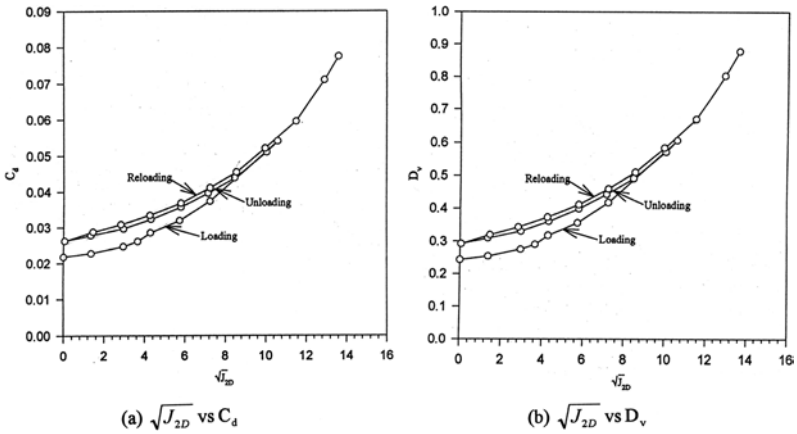 0.09
0.08
0.07
0.06
0.05
0.04
0.03
0.02
0.01
0.00
C_d
Reloading
Unloading
Loading
0 2 4 6 8 10 12 14 16
√J_2D
(a) √J_2D vs C_d
1.0
0.9
0.8
0.7
0.6
0.5
0.4
0.3
0.2
0.1
0.0
D_v
Reloading
Unloading
Loading
0 2 4 6 8 10 12 14 16
√J_2D
(b) √J_2D vs D_v